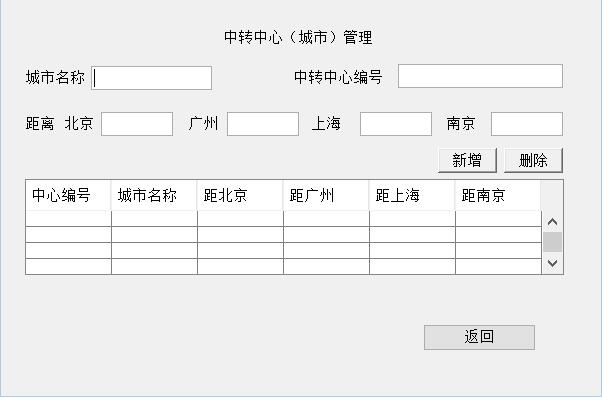 中转中心（城市）管理
城市名称 中转中心编号
距离 北京 广州 上海 南京
新增 删除
中心编号 城市名称 距北京 距广州 距上海 距南京
返回